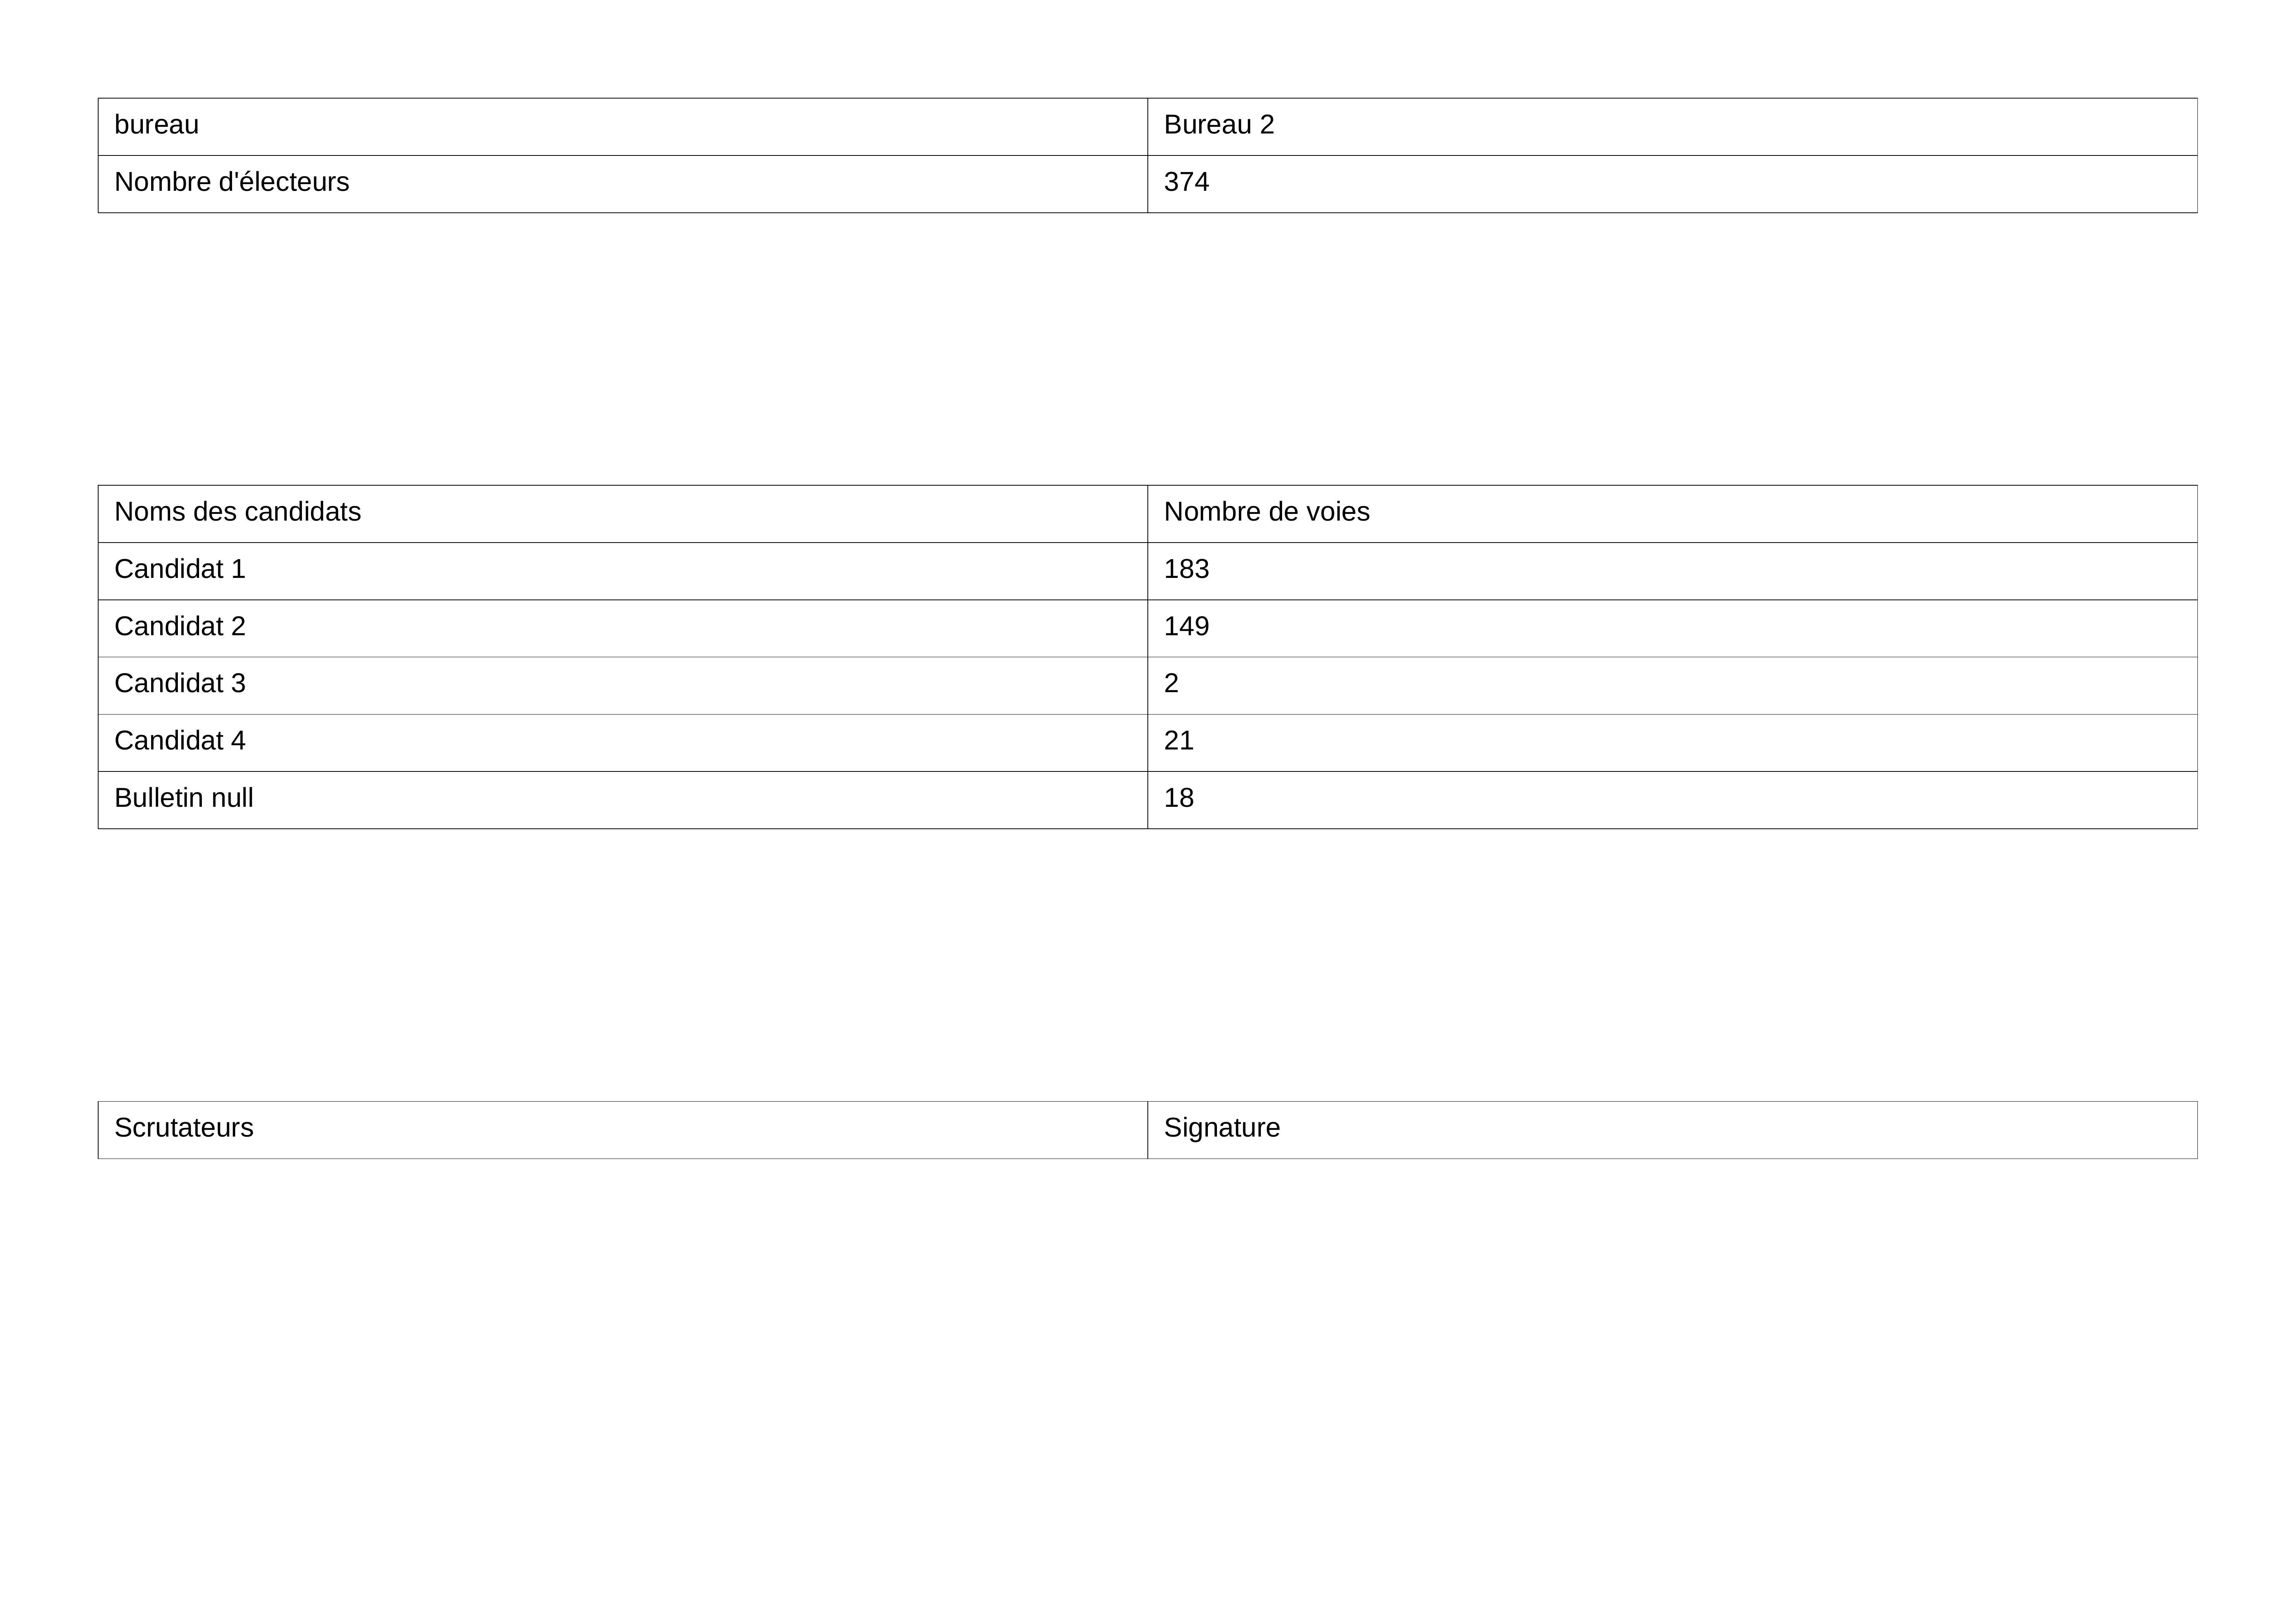 bureau Bureau 2
Nombre d'électeurs 374
Noms des candidats Nombre de voies
Candidat 1 183
Candidat 2 149
Candidat 3 2
Candidat 4 21
Bulletin null 18
Scrutateurs Signature